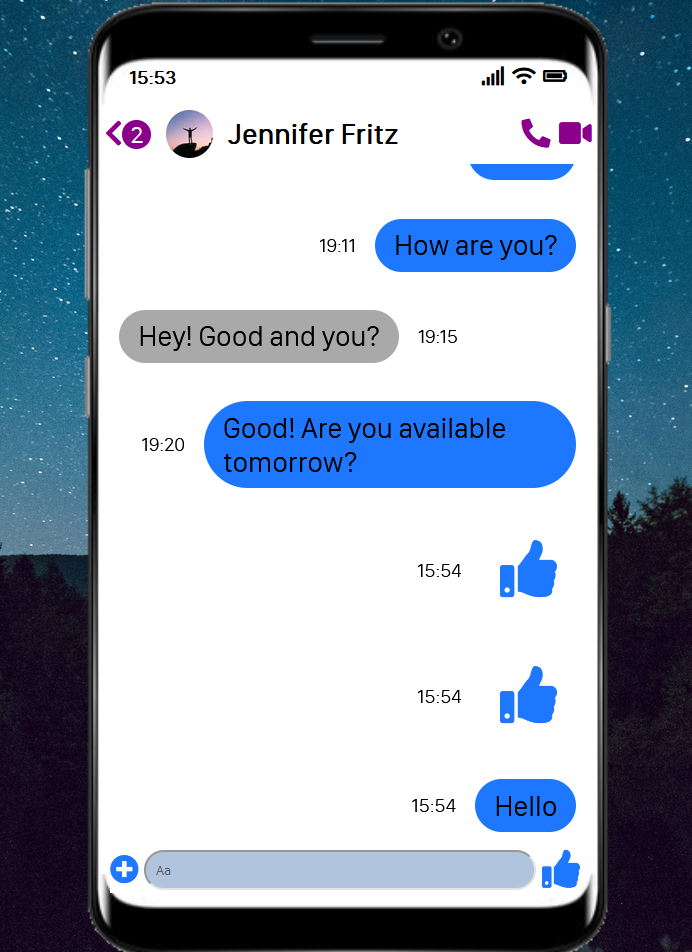 15:53
2
Jennifer Fritz
19:11
How are you?
Hey! Good and you?
19:15
Good! Are you available
tomorrow?
19:20
15:54
15:54
15:54
Hello
Aa